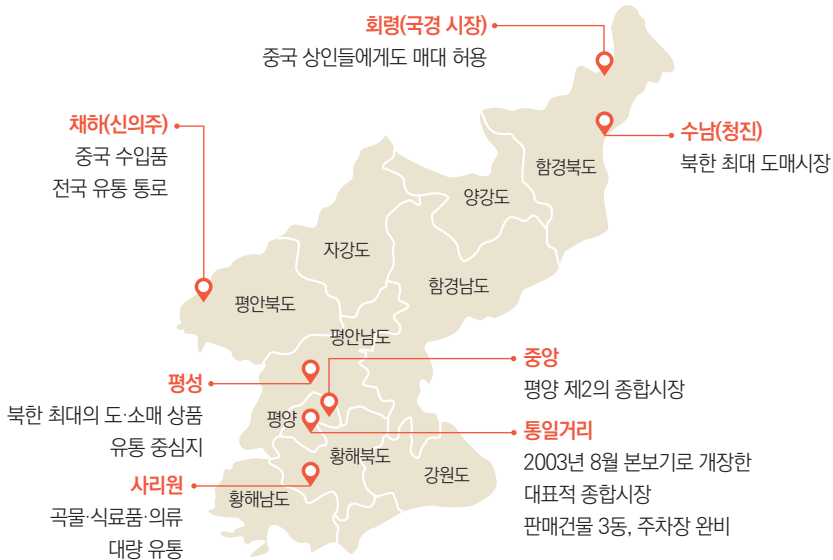 회령(국경 시장)
중국 상인들에게도 매대 허용
채하(신의주)
중국 수입품
전국 유통 통로
수남(청진)
북한 최대 도매시장
함경북도
양강도
자강도
함경남도
평안북도
평안남도
평성
북한 최대의 도·소매 상품
유통 중심지
중앙
평양 제2의 종합시장
평양
통일거리
2003년 8월 본보기로 개장한
대표적 종합시장
판매건물 3동, 주차장 완비
황해북도
강원도
사리원
곡물·식료품·의류
대량 유통
황해남도